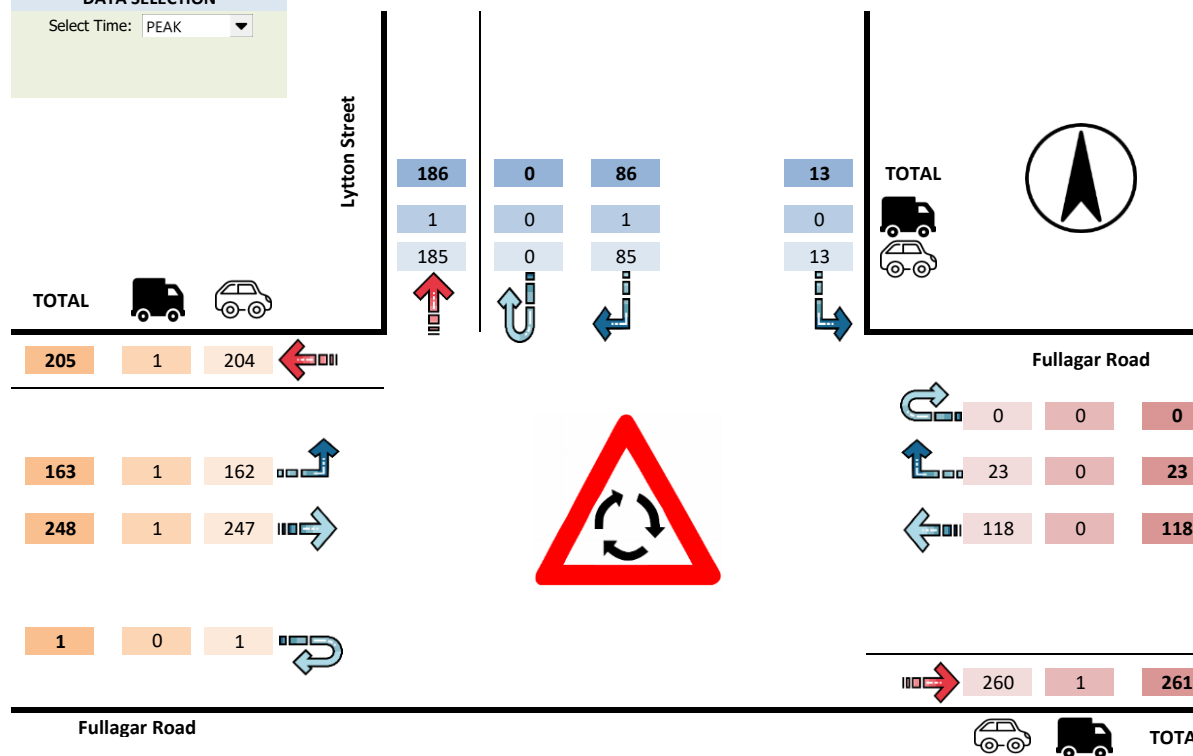 DATA SELECTION
Select Time: PEAK
Lytton Street
186 0 86 13 TOTAL
1 0 1 0
185 0 85 13
TOTAL
205 1 204
Fullagar Road
0 0 0
163 1 162
23 0 23
248 1 247
118 0 118
1 0 1
260 1 261
Fullagar Road
TOTA